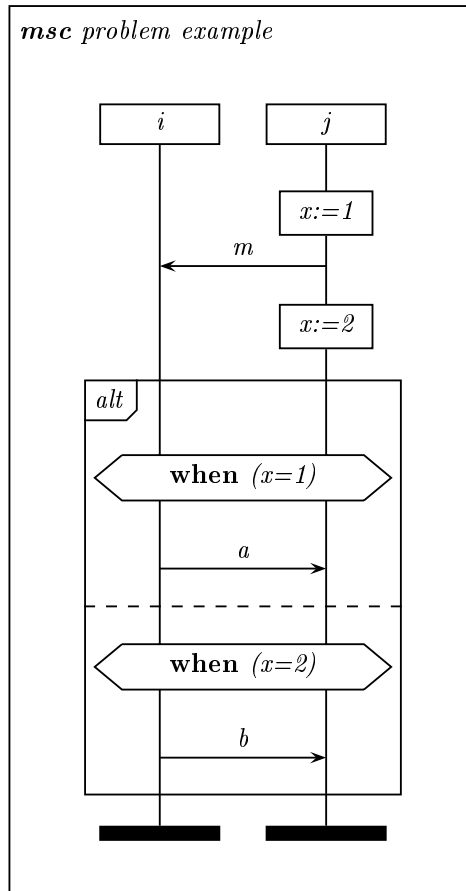 msc problem example
i j
x:=1
m
x:=2
alt
when (x=1)
a
when (x=2)
b